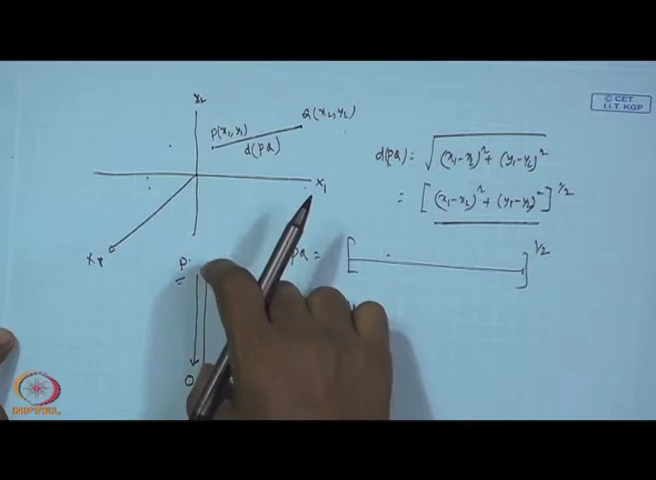 © CET
I.I.T. KGP
x₂
P(x₁, y₁)
Q(x₂, y₂)
d(PQ)
x₁
d(PQ) = √(x₁-x₂)² + (y₁-y₂)²
= [(x₁-x₂)² + (y₁-y₂)²]^1/2
PQ = [ ]^1/2
P
NPTEL